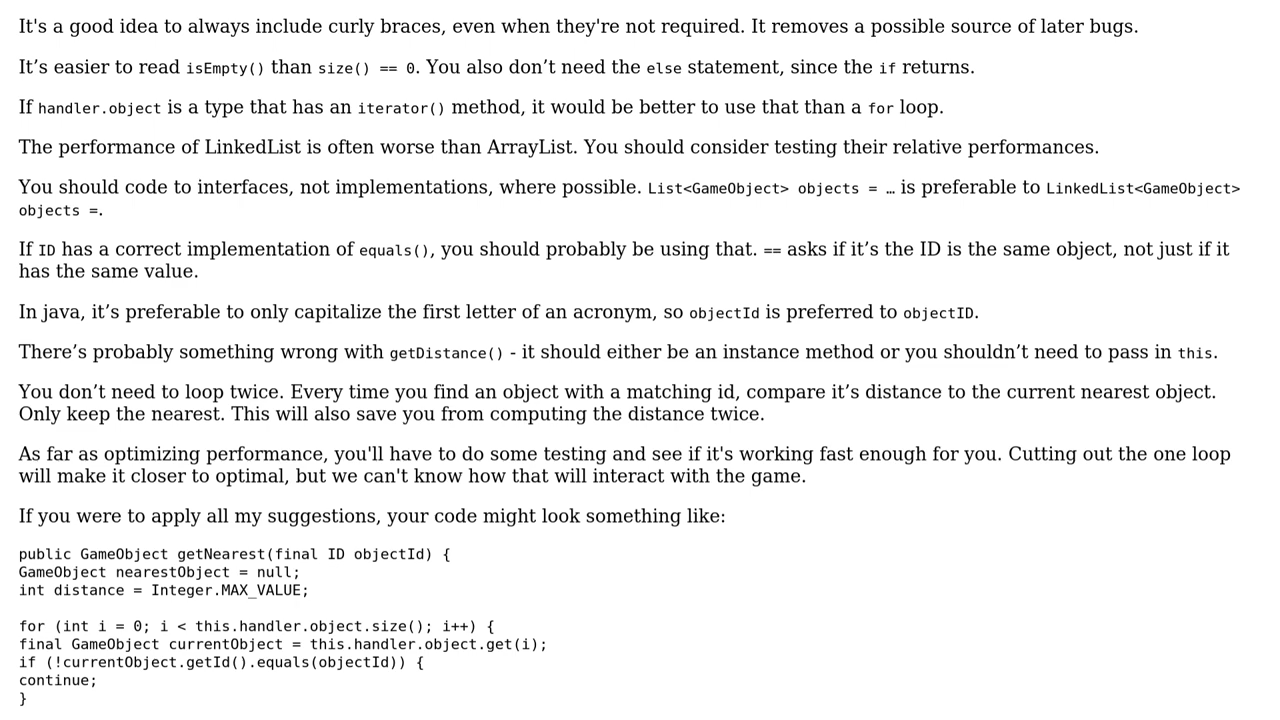 It's a good idea to always include curly braces, even when they're not required. It removes a possible source of later bugs.
It’s easier to read isEmpty() than size() == 0. You also don’t need the else statement, since the if returns.
If handler.object is a type that has an iterator() method, it would be better to use that than a for loop.
The performance of LinkedList is often worse than ArrayList. You should consider testing their relative performances.
You should code to interfaces, not implementations, where possible. List<GameObject> objects = … is preferable to LinkedList<GameObject>
objects =.
If ID has a correct implementation of equals(), you should probably be using that. == asks if it’s the ID is the same object, not just if it
has the same value.
In java, it’s preferable to only capitalize the first letter of an acronym, so objectId is preferred to objectID.
There’s probably something wrong with getDistance() - it should either be an instance method or you shouldn’t need to pass in this.
You don’t need to loop twice. Every time you find an object with a matching id, compare it’s distance to the current nearest object.
Only keep the nearest. This will also save you from computing the distance twice.
As far as optimizing performance, you'll have to do some testing and see if it's working fast enough for you. Cutting out the one loop
will make it closer to optimal, but we can't know how that will interact with the game.
If you were to apply all my suggestions, your code might look something like:
public GameObject getNearest(final ID objectId) {
GameObject nearestObject = null;
int distance = Integer.MAX_VALUE;
for (int i = 0; i < this.handler.object.size(); i++) {
final GameObject currentObject = this.handler.object.get(i);
if (!currentObject.getId().equals(objectId)) {
continue;
}